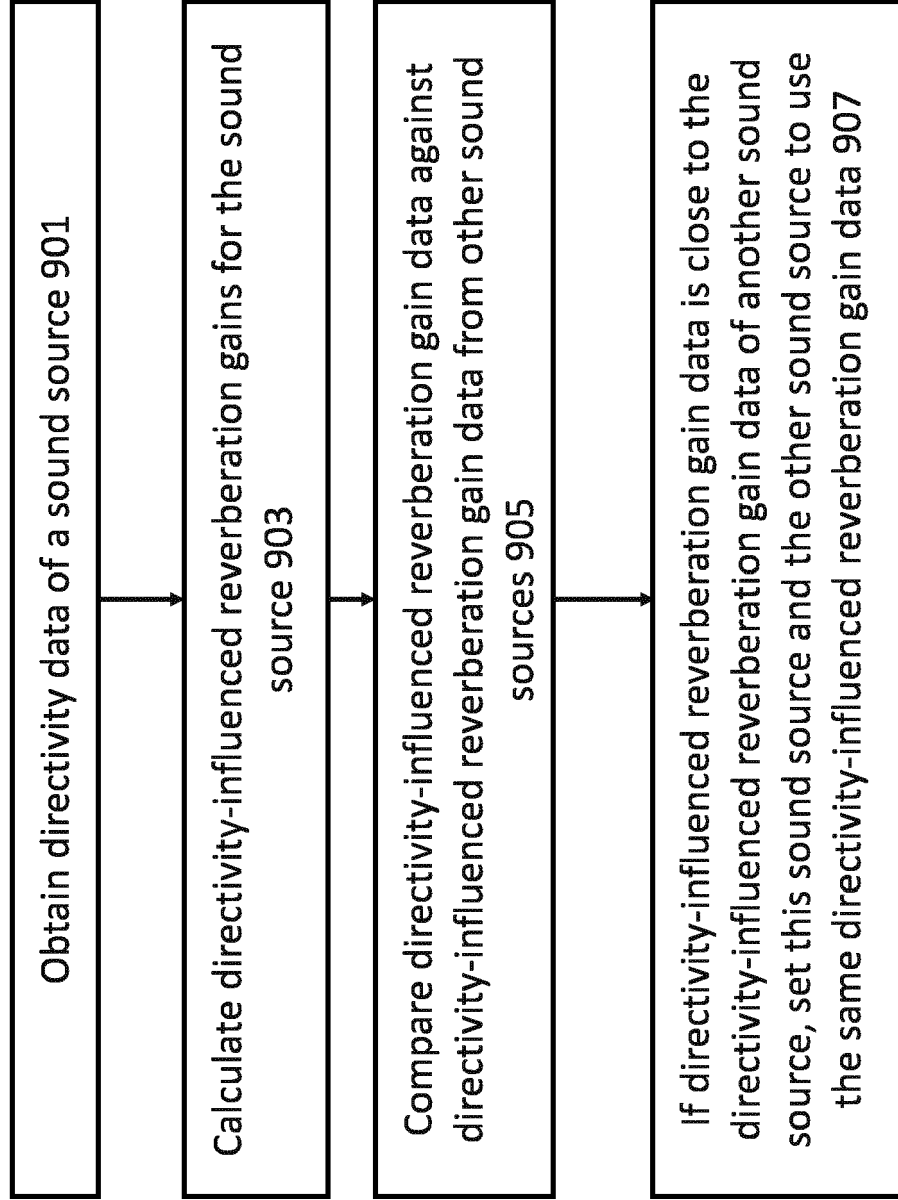 Obtain directivity data of a sound source 901
Calculate directivity-influenced reverberation gains for the sound
source 903
Compare directivity-influenced reverberation gain data against
directivity-influenced reverberation gain data from other sound
sources 905
If directivity-influenced reverberation gain data is close to the
directivity-influenced reverberation gain data of another sound
source, set this sound source and the other sound source to use
the same directivity-influenced reverberation gain data 907